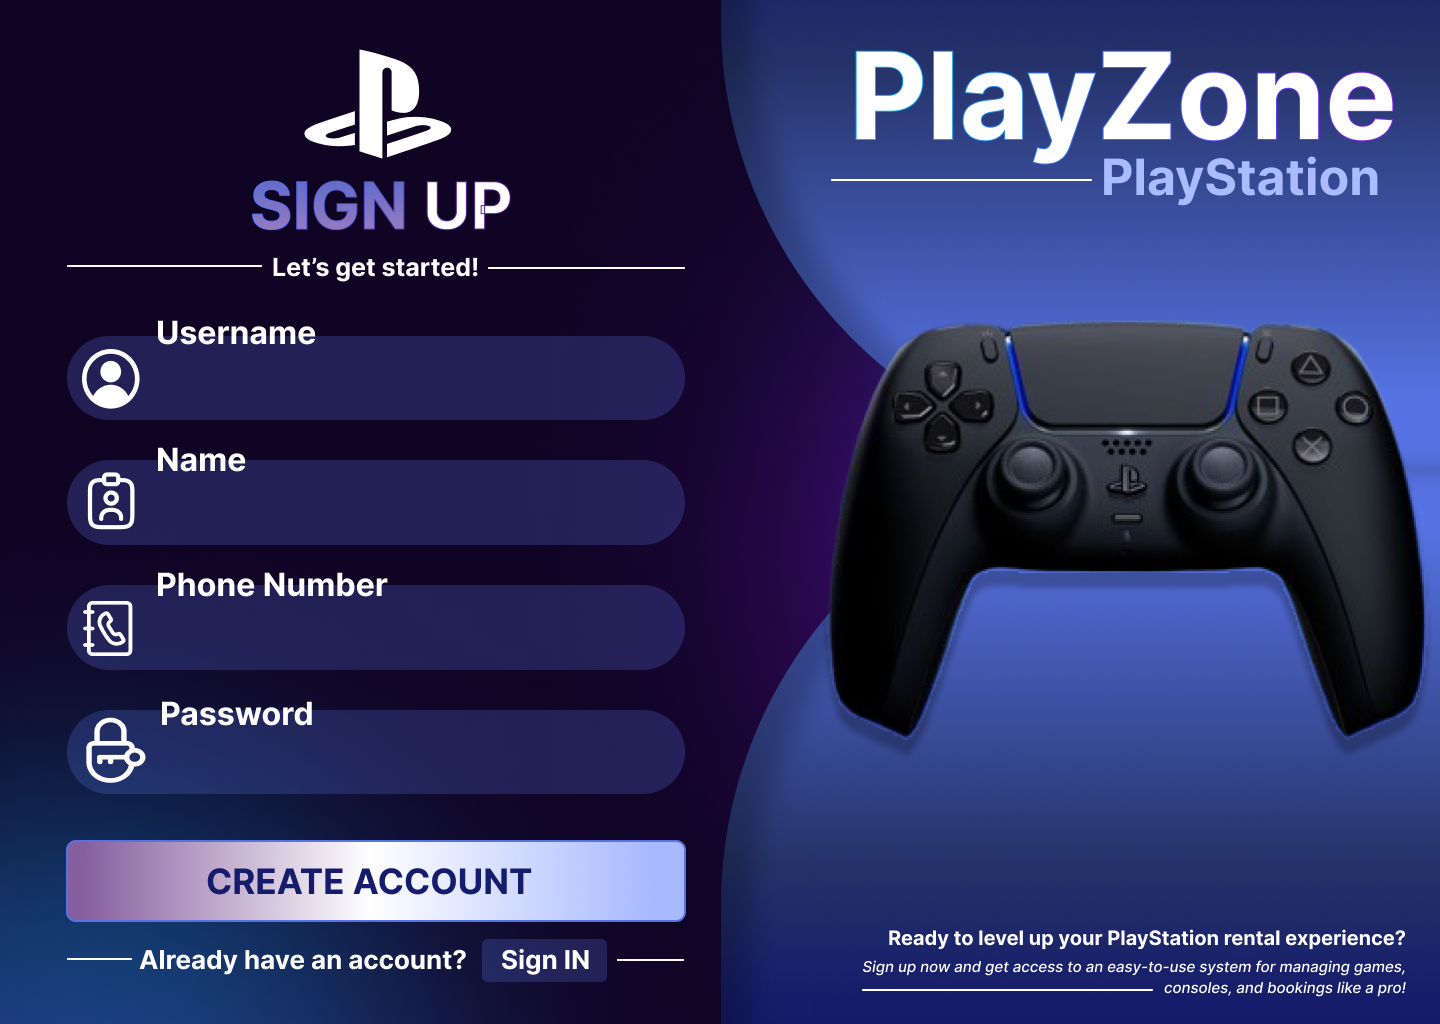 SIGN UP
Let’s get started!
Username
Name
Phone Number
Password
CREATE ACCOUNT
Already have an account? Sign IN
PlayZone
PlayStation
Ready to level up your PlayStation rental experience?
Sign up now and get access to an easy-to-use system for managing games,
consoles, and bookings like a pro!